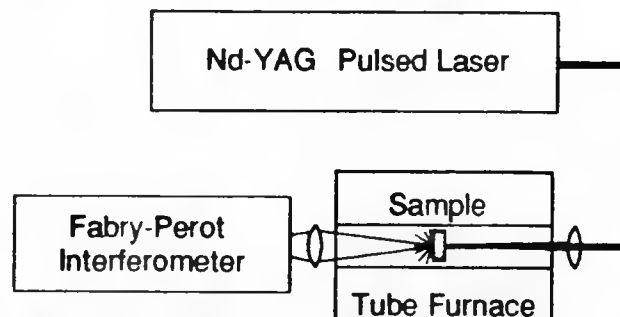 Nd-YAG Pulsed Laser
Sample
Fabry-Perot
Interferometer
Tube Furnace